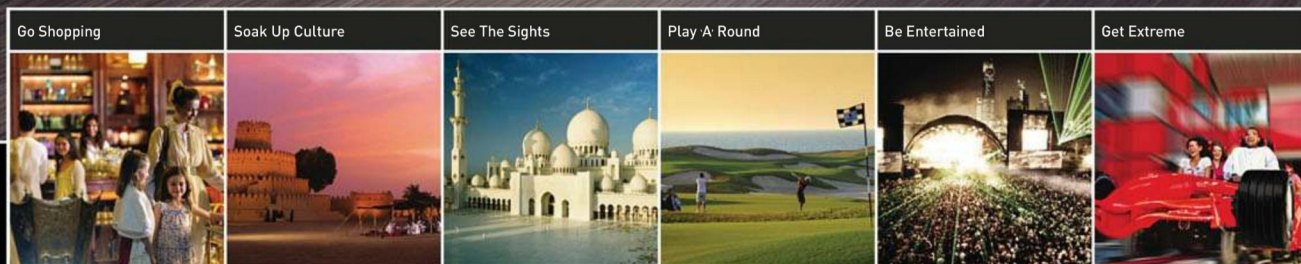 Go Shopping
Soak Up Culture
See The Sights
Play 'A' Round
Be Entertained
Get Extreme